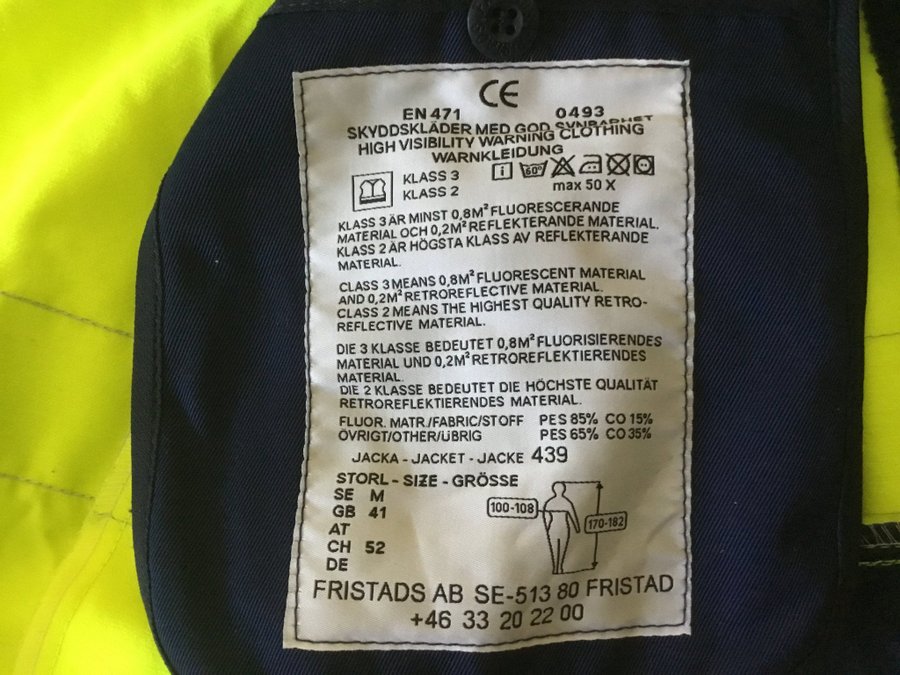 CE
EN 471 0493
SKYDDSKLÄDER MED GOD SYNBARHET
HIGH VISIBILITY WARNING CLOTHING
WARNKLEIDUNG
i 60°
max 50 X
KLASS 3
KLASS 2
KLASS 3 ÄR MINST 0,8M² FLUORESCERANDE
MATERIAL OCH 0,2M² REFLEKTERANDE MATERIAL.
KLASS 2 ÄR HÖGSTA KLASS AV REFLEKTERANDE
MATERIAL.
CLASS 3 MEANS 0,8M² FLUORESCENT MATERIAL
AND 0,2M² RETROREFLECTIVE MATERIAL.
CLASS 2 MEANS THE HIGHEST QUALITY RETRO-
REFLECTIVE MATERIAL.
DIE 3 KLASSE BEDEUTET 0,8M² FLUORISIERENDES
MATERIAL UND 0,2M² RETROREFLEKTIERENDES
MATERIAL.
DIE 2 KLASSE BEDEUTET DIE HÖCHSTE QUALITÄT
RETROREFLEKTIERENDES MATERIAL.
FLUOR. MATR./FABRIC/STOFF PES 85% CO 15%
ÖVRIGT/OTHER/ÜBRIG PES 65% CO 35%
JACKA - JACKET - JACKE 439
STORL - SIZE - GRÖSSE
SE M
GB 41
AT
CH 52
DE
100-108
170-182
FRISTADS AB SE-513 80 FRISTAD
+46 33 20 22 00